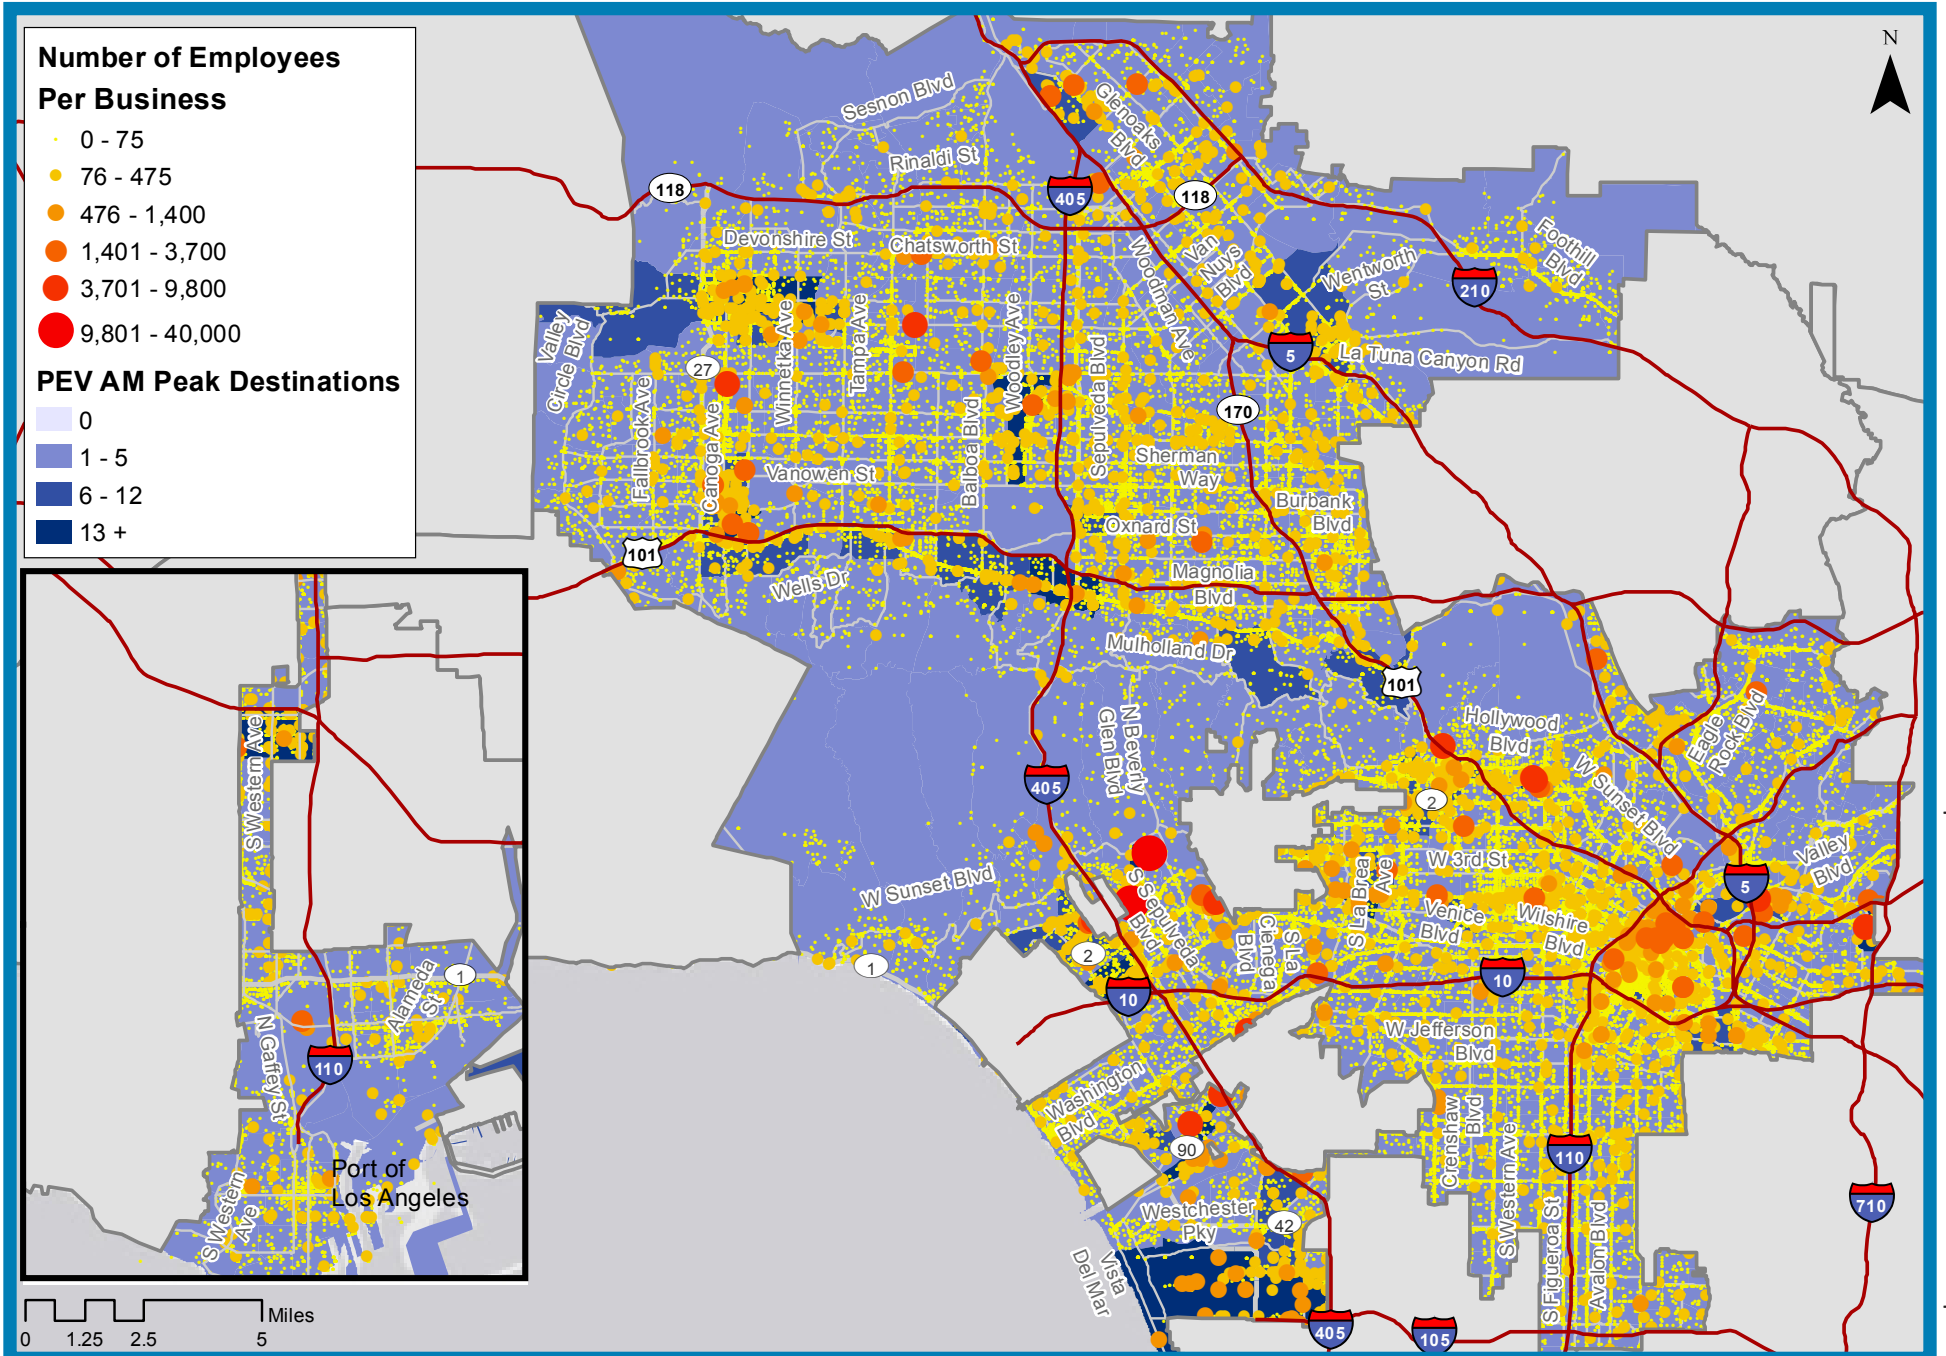 Number of Employees
Per Business
0 - 75
76 - 475
476 - 1,400
1,401 - 3,700
3,701 - 9,800
9,801 - 40,000
PEV AM Peak Destinations
0
1 - 5
6 - 12
13 +
N
Sesnon Blvd
Rinaldi St
Glenoaks
Blvd
118
405
118
Devonshire St
Chatsworth St
Woodman Ave
Van
Nuys
Blvd
Wentworth
St
Foothill
Blvd
210
Valley
Circle Blvd
27
Winnetka Ave
Tampa Ave
Woodley Ave
Sepulveda Blvd
5
La Tuna Canyon Rd
170
Fallbrook Ave
Canoga Ave
Balboa Blvd
Vanowen St
Sherman
Way
Burbank
Blvd
Oxnard St
101
Wells Dr
Magnolia
Blvd
Mulholland Dr
101
N Beverly
Glen Blvd
Hollywood
Blvd
Eagle
Rock Blvd
405
2
W Sunset Blvd
W 3rd St
Valley
Blvd
5
W Sunset Blvd
S Sepulveda
Blvd
S La Brea
Ave
Venice
Blvd
Wilshire
Blvd
S La
Cienega
Blvd
1
2
10
10
W Jefferson
Blvd
Washington
Blvd
90
Crenshaw
Blvd
S Western Ave
110
710
Westchester
Pky
42
Vista
Del Mar
S Figueroa St
Avalon Blvd
405
105
S Western Ave
Alameda
St
1
N Gaffey St
110
Port of
Los Angeles
S Western
Ave
Miles
0
1.25
2.5
5